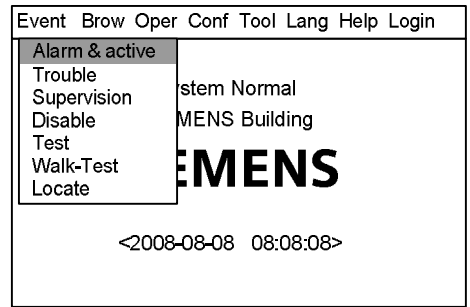 Event Brow Oper Conf Tool Lang Help Login
Alarm & active
Trouble
Supervision
Disable
Test
Walk-Test
Locate
stem Normal
MENS Building
EMENS
<2008-08-08 08:08:08>